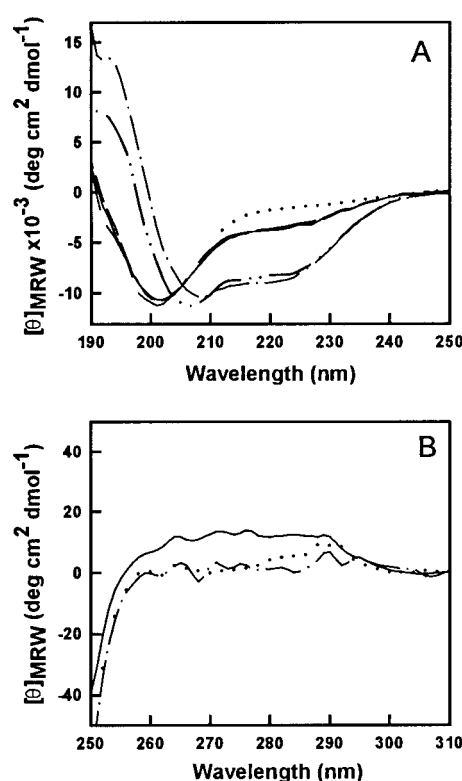 A
[θ]MRW x10⁻³ (deg cm² dmol⁻¹)
15
10
5
0
-5
-10
190 200 210 220 230 240 250
Wavelength (nm)
B
[θ]MRW (deg cm² dmol⁻¹)
40
20
0
-20
-40
250 260 270 280 290 300 310
Wavelength (nm)